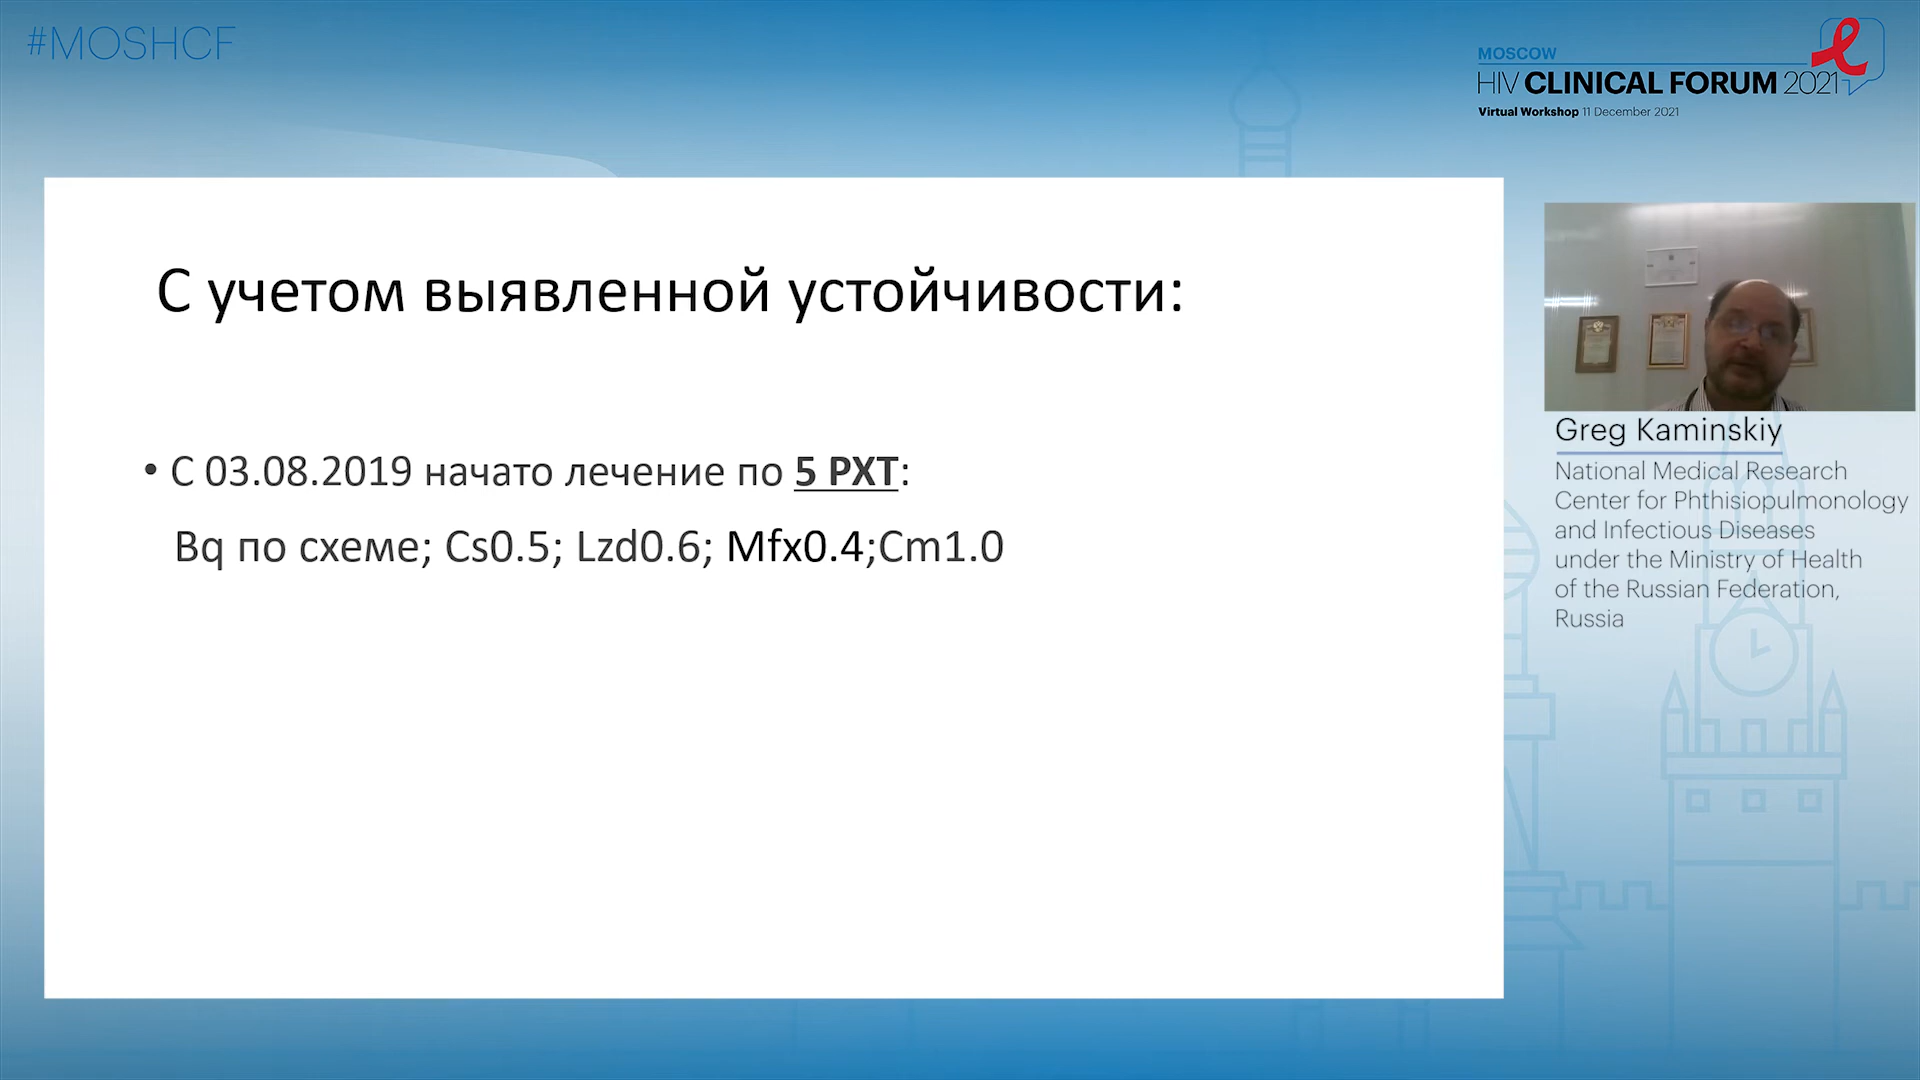 #MOSHCF
MOSCOW
HIV CLINICAL FORUM 2021
Virtual Workshop 11 December 2021
С учетом выявленной устойчивости:
• С 03.08.2019 начато лечение по 5 РХТ:
Bq по схеме; Cs0.5; Lzd0.6; Mfx0.4;Cm1.0
Greg Kaminskiy
National Medical Research
Center for Phthisiopulmonology
and Infectious Diseases
under the Ministry of Health
of the Russian Federation,
Russia